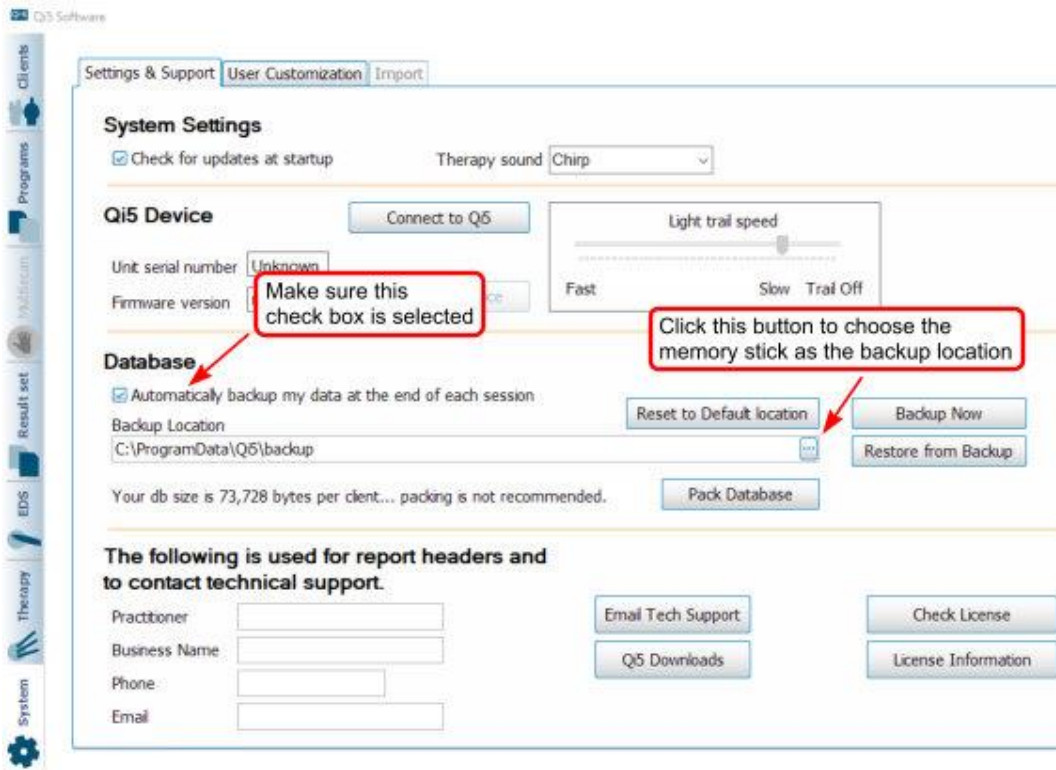 Qi5 Software
Clients
Programs
Multiscan
Result set
EDS
Therapy
System
Settings & Support
User Customization
Import
System Settings
Check for updates at startup
Therapy sound
Chirp
Qi5 Device
Connect to Qi5
Light trail speed
Unit serial number
Unknown
Firmware version
Fast
Slow
Trail Off
Make sure this
check box is selected
Click this button to choose the
memory stick as the backup location
Database
Automatically backup my data at the end of each session
Reset to Default location
Backup Now
Backup Location
C:\ProgramData\Qi5\backup
...
Restore from Backup
Your db size is 73,728 bytes per client... packing is not recommended.
Pack Database
The following is used for report headers and
to contact technical support.
Practitioner
Email Tech Support
Check License
Business Name
Qi5 Downloads
License Information
Phone
Email